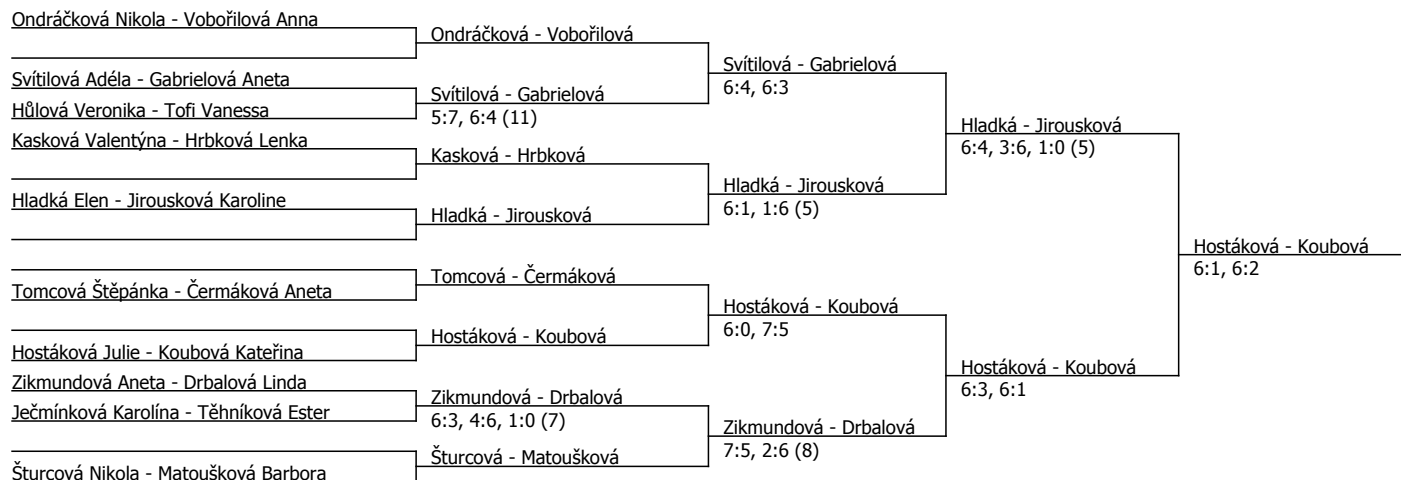 Ondráčková Nikola - Vobořilová Anna
Svítilová Adéla - Gabrielová Aneta
Hůlová Veronika - Tofi Vanessa
Kasková Valentýna - Hrbková Lenka
Hladká Elen - Jirousková Karoline
Tomcová Štěpánka - Čermáková Aneta
Hostáková Julie - Koubová Kateřina
Zikmundová Aneta - Drbalová Linda
Ječmínková Karolína - Těhníková Ester
Šturcová Nikola - Matoušková Barbora
Ondráčková - Vobořilová
Svítilová - Gabrielová
5:7, 6:4 (11)
Kasková - Hrbková
Hladká - Jirousková
Tomcová - Čermáková
Hostáková - Koubová
Zikmundová - Drbalová
6:3, 4:6, 1:0 (7)
Šturcová - Matoušková
Svítilová - Gabrielová
6:4, 6:3
Hladká - Jirousková
6:1, 1:6 (5)
Hostáková - Koubová
6:0, 7:5
Zikmundová - Drbalová
7:5, 2:6 (8)
Hladká - Jirousková
6:4, 3:6, 1:0 (5)
Hostáková - Koubová
6:3, 6:1
Hostáková - Koubová
6:1, 6:2